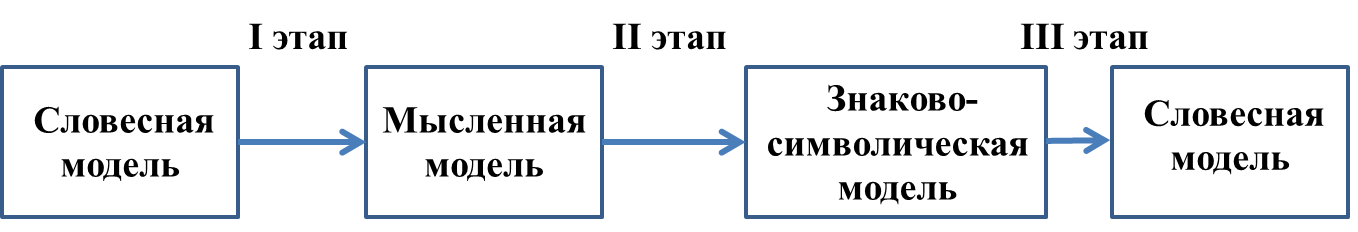 I этап
II этап
III этап
Словесная
модель
Мысленная
модель
Знаково-
символическая
модель
Словесная
модель